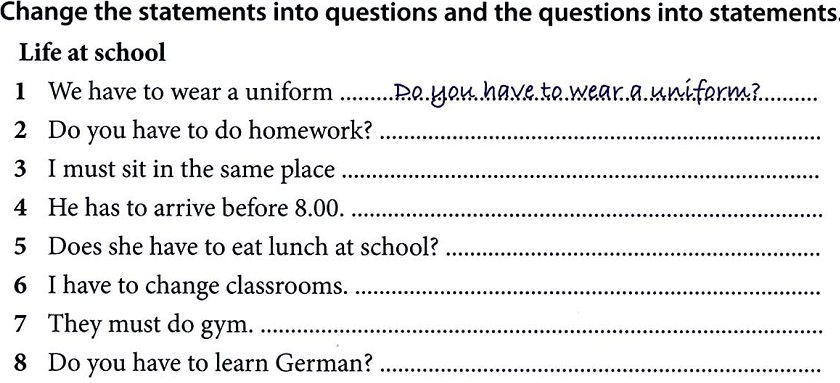 Change the statements into questions and the questions into statements.
Life at school
1 We have to wear a uniform ........Do you have to wear a uniform?........
2 Do you have to do homework? ................................................
3 I must sit in the same place ................................................
4 He has to arrive before 8.00. ................................................
5 Does she have to eat lunch at school? ................................................
6 I have to change classrooms. ................................................
7 They must do gym. ................................................
8 Do you have to learn German? ................................................